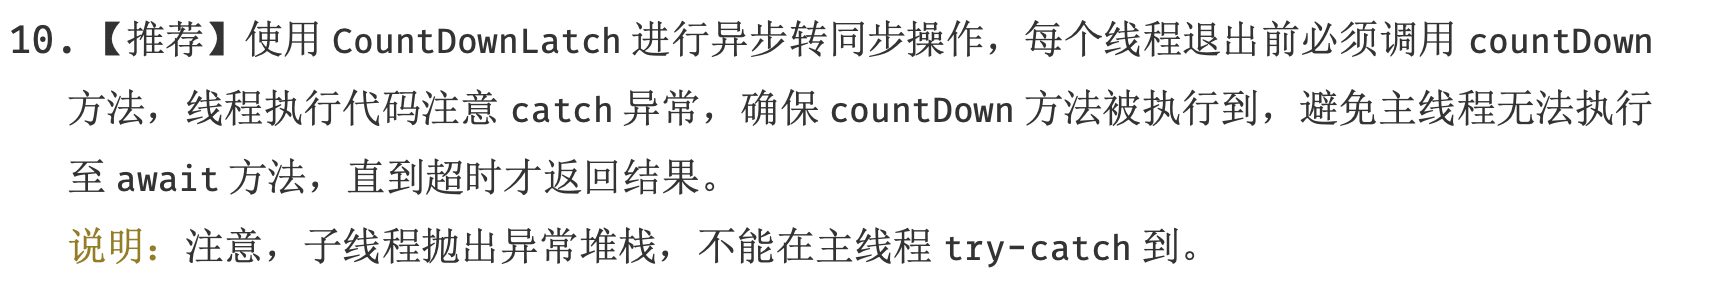 10.【推荐】使用 CountDownLatch 进行异步转同步操作，每个线程退出前必须调用 countDown
方法，线程执行代码注意 catch 异常，确保 countDown 方法被执行到，避免主线程无法执行
至 await 方法，直到超时才返回结果。
说明：注意，子线程抛出异常堆栈，不能在主线程 try-catch 到。